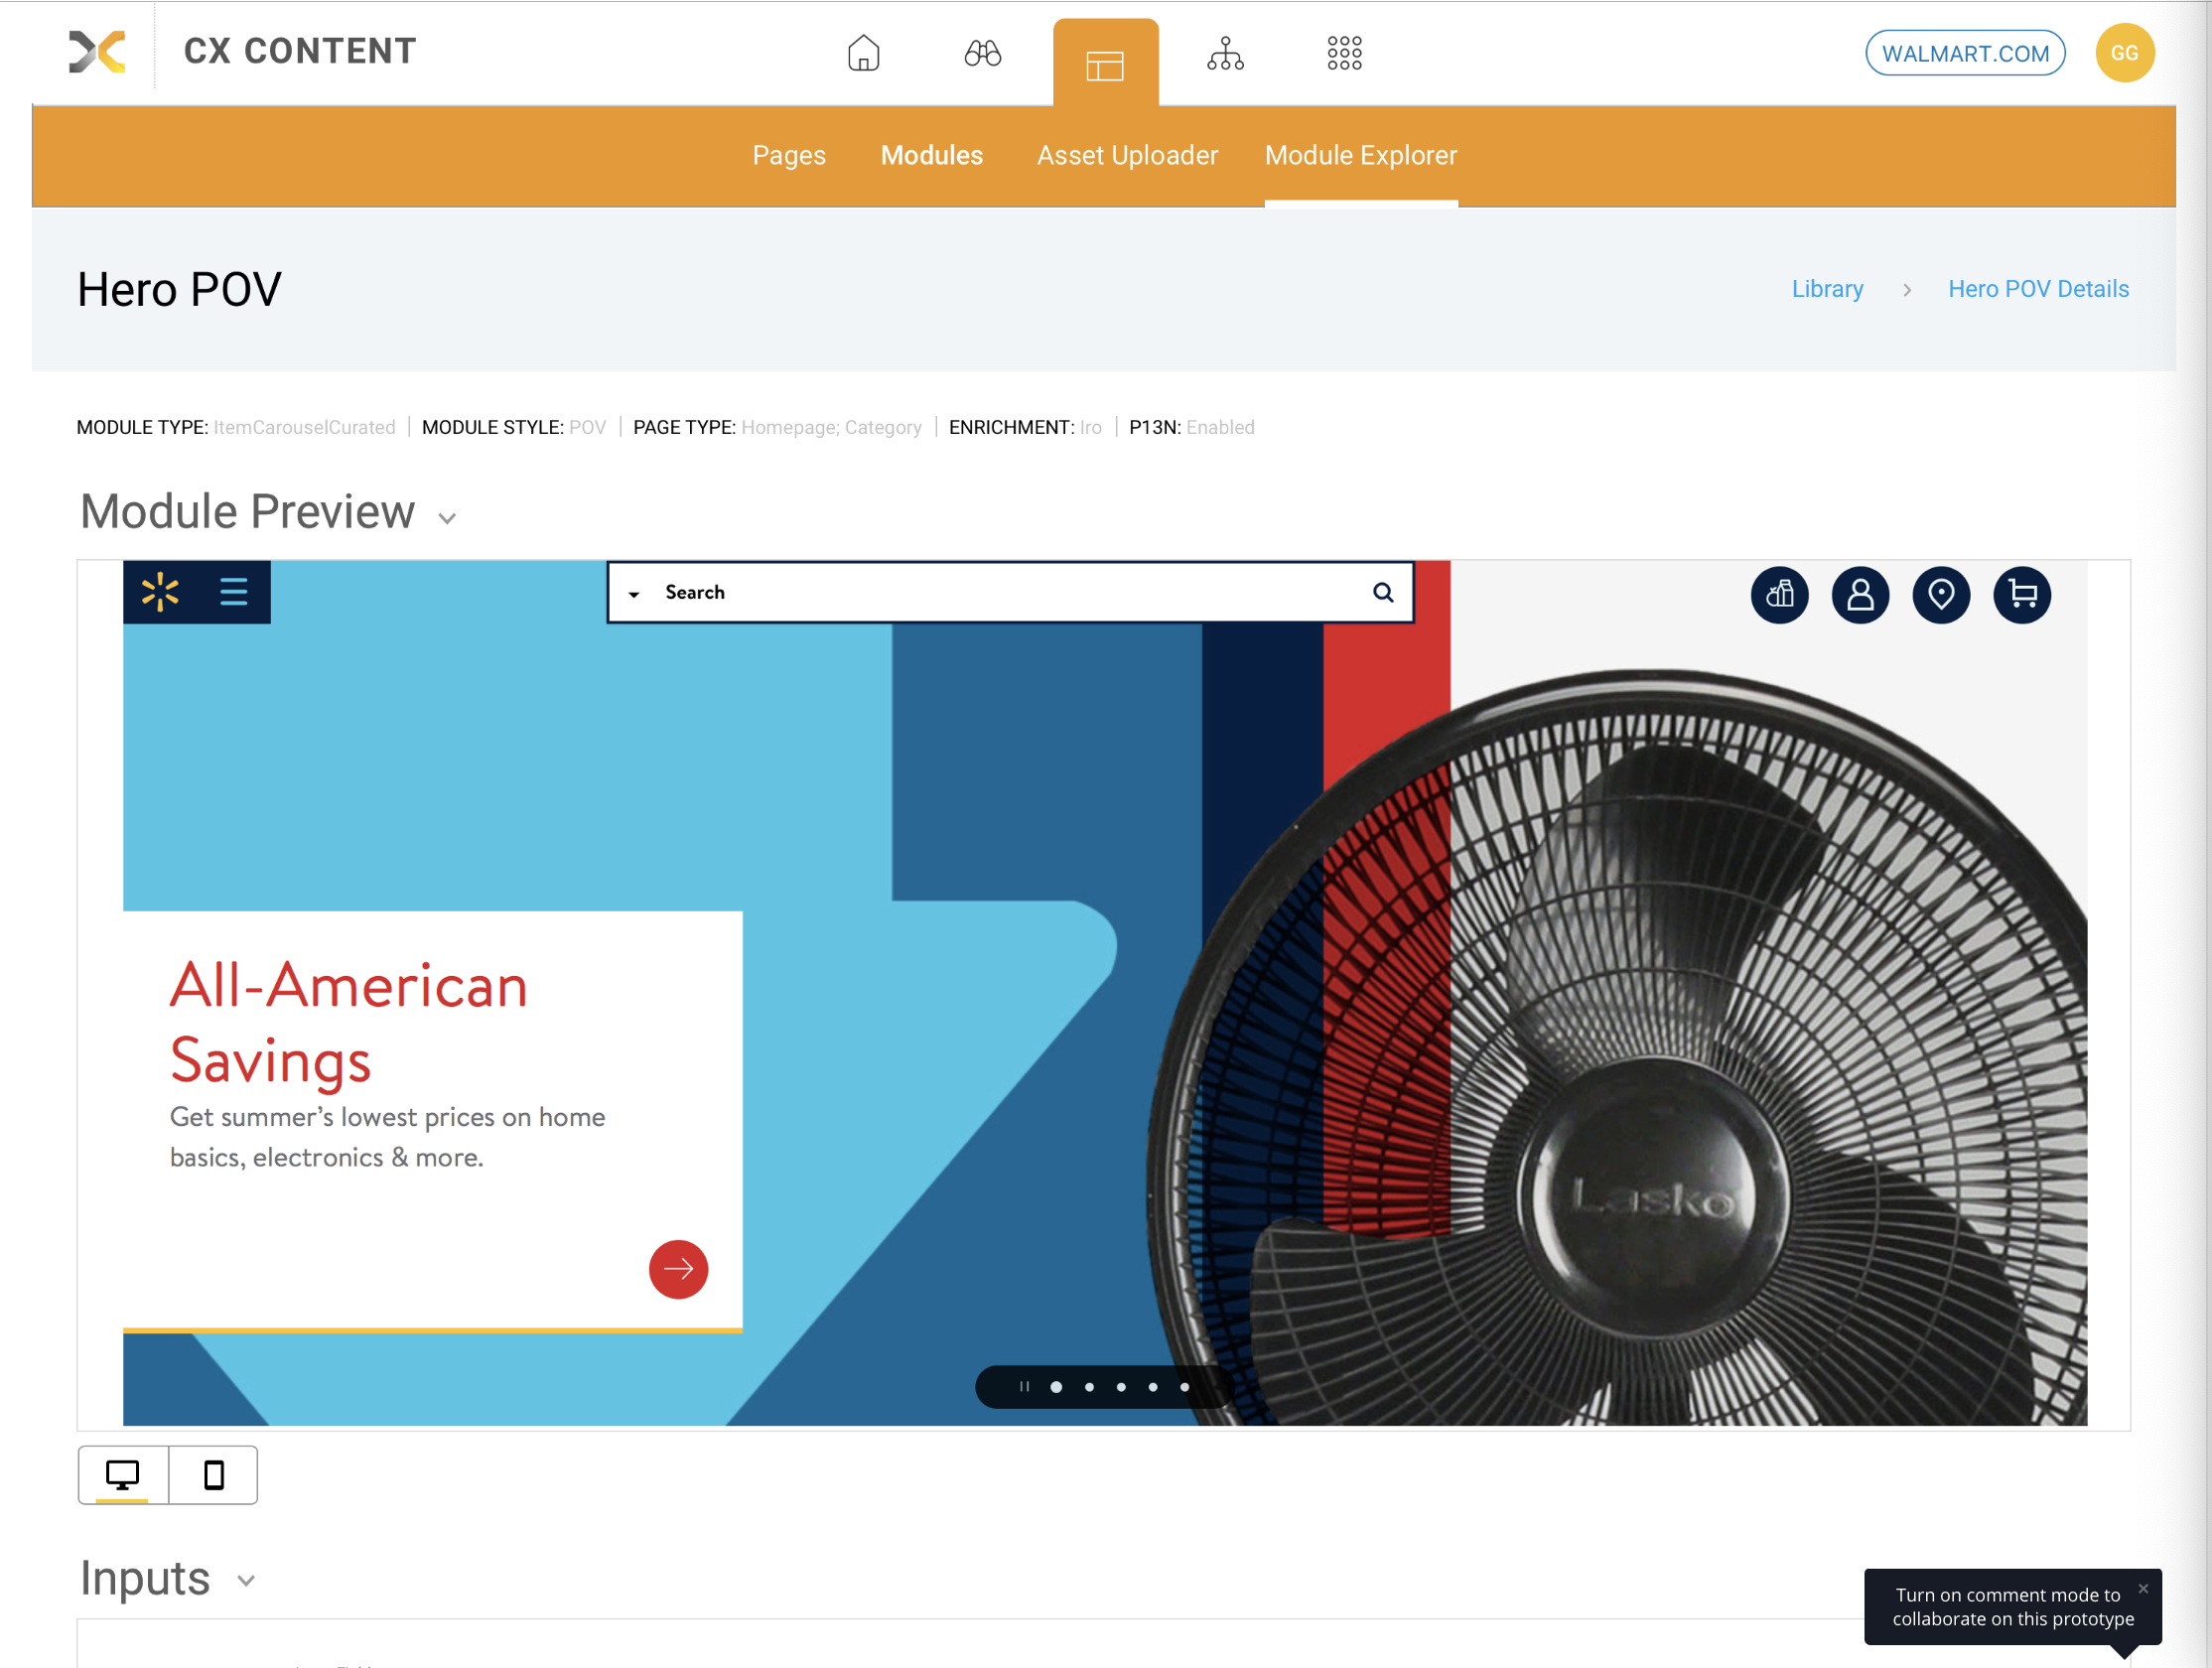 CX CONTENT
WALMART.COM
GG
Pages Modules Asset Uploader Module Explorer
Hero POV
Library > Hero POV Details
MODULE TYPE: ItemCarouselCurated | MODULE STYLE: POV | PAGE TYPE: Homepage; Category | ENRICHMENT: Iro | P13N: Enabled
Module Preview
Search
All-American
Savings
Get summer’s lowest prices on home
basics, electronics & more.
Lasko
Inputs
Turn on comment mode to
collaborate on this prototype